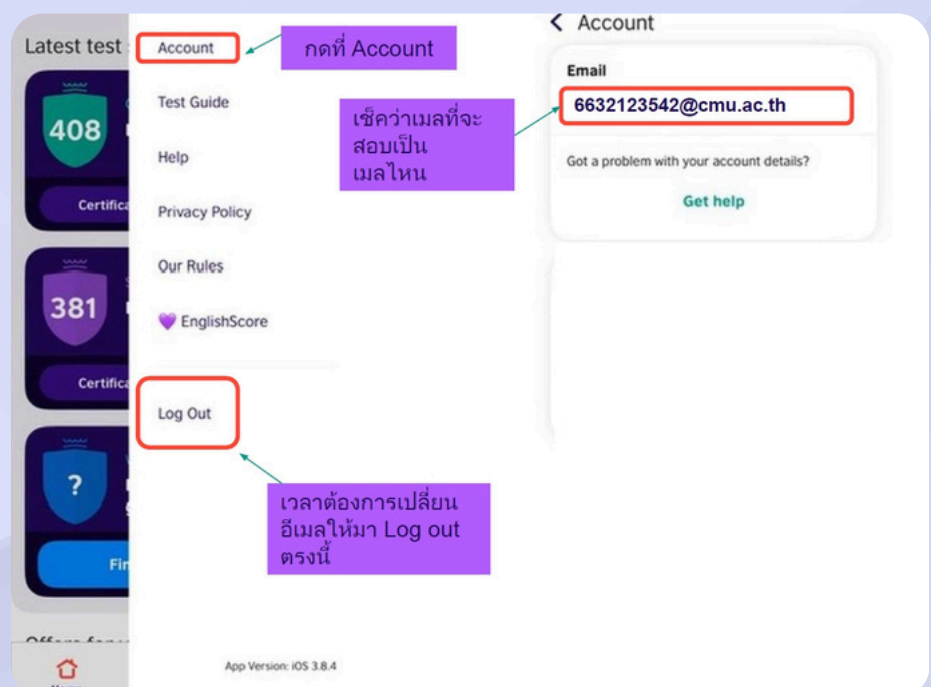 Latest test
408
Certifica
381
Certifica
?
Fin
Account
Test Guide
Help
Privacy Policy
Our Rules
💜 EnglishScore
Log Out
App Version: iOS 3.8.4
กดที่ Account
เช็คว่าเมลที่จะ
สอบเป็น
เมลไหน
เวลาต้องการเปลี่ยน
อีเมลให้มา Log out
ตรงนี้
Account
Email
6632123542@cmu.ac.th
Got a problem with your account details?
Get help